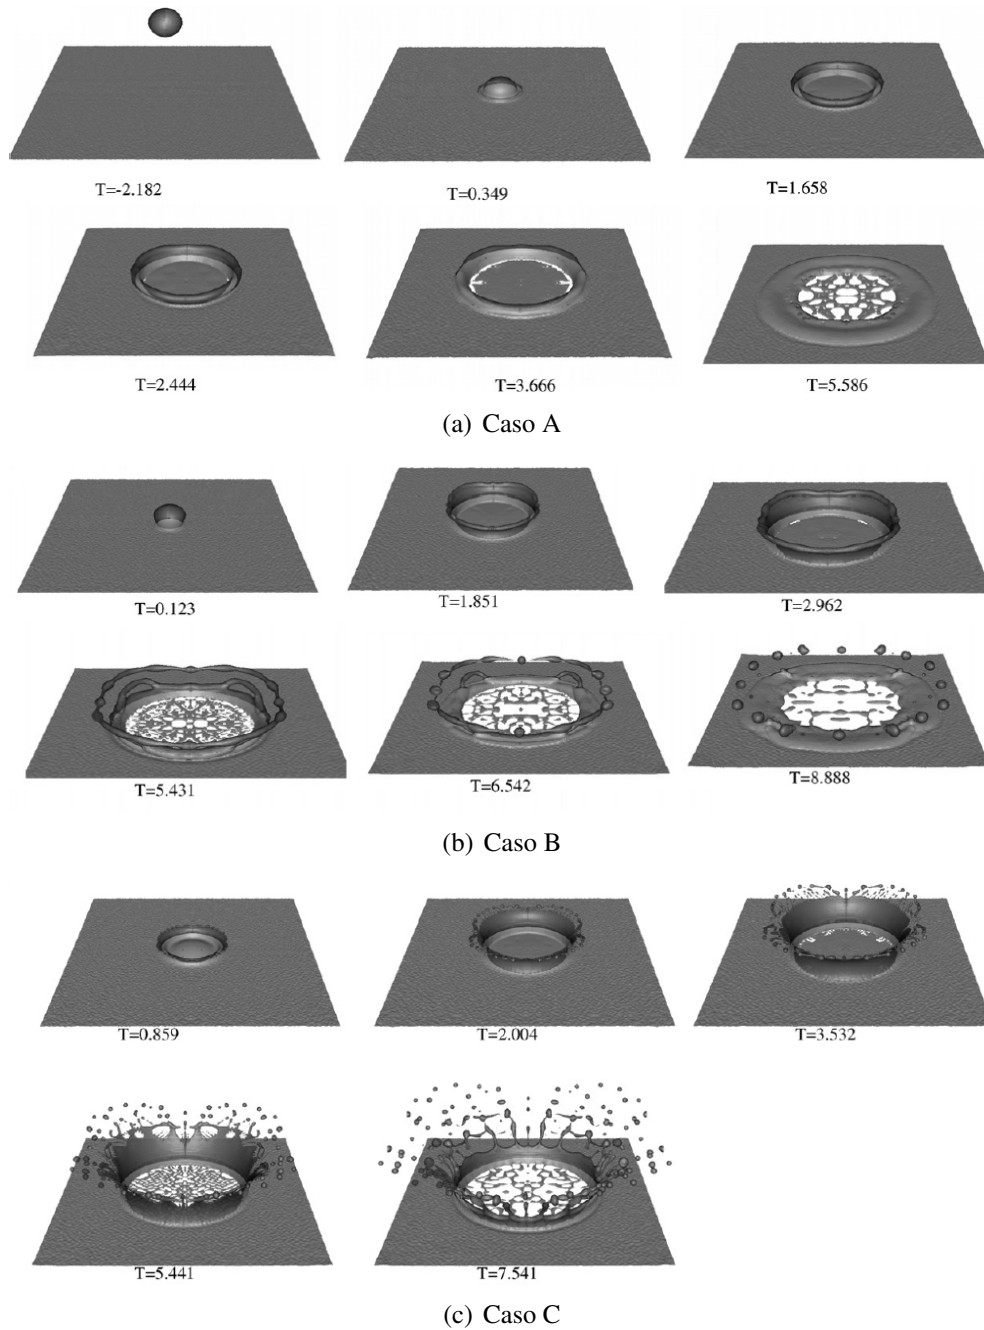 T=-2.182
T=0.349
T=1.658
T=2.444
T=3.666
T=5.586
(a) Caso A
T=0.123
T=1.851
T=2.962
T=5.431
T=6.542
T=8.888
(b) Caso B
T=0.859
T=2.004
T=3.532
T=5.441
T=7.541
(c) Caso C